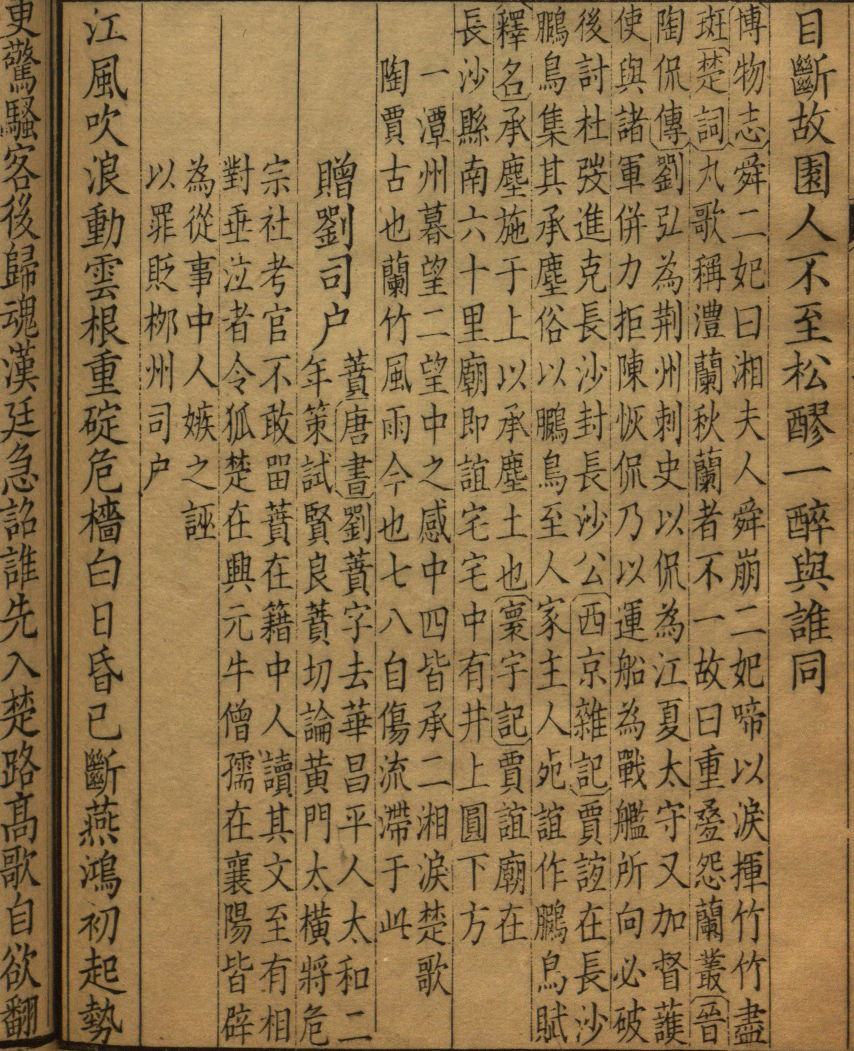 目斷故園人不至松醪一醉與誰同
博物志舜二妃曰湘夫人舜崩二妃啼以淚揮竹竹盡
斑楚詞九歌稱澧蘭秋蘭者不一故曰重疊怨蘭叢晉
陶侃傳劉弘為荆州刺史以侃為江夏太守又加督䕶
使與諸軍併力拒陳恢侃乃以運船為戰艦所向必破
後討杜弢進克長沙封長沙公西京雜記賈誼在長沙
鵩鳥集其承塵俗以鵩鳥至人家主人死誼作鵩鳥賦
釋名承塵施于上以承塵土也寰宇記賈誼廟在
長沙縣南六十里廟即誼宅宅中有井上圓下方
一潭州暮望二望中之感中四皆承二湘淚楚歌
陶賈古也蘭竹風雨今也七八自傷流滯于此
贈劉司户
蕡唐書劉蕡字去華昌平人太和二
年策試賢良蕡切論黄門太横將危
宗社考官不敢畱蕡在籍中人讀其文至有相
對垂泣者令狐楚在興元牛僧孺在襄陽皆辟
為從事中人嫉之誣
以罪貶桞州司户
江風吹浪動雲根重碇危檣白日昏已斷燕鴻初起勢
更驚騷客後歸魂漢廷急詔誰先入楚路髙歌自欲翻